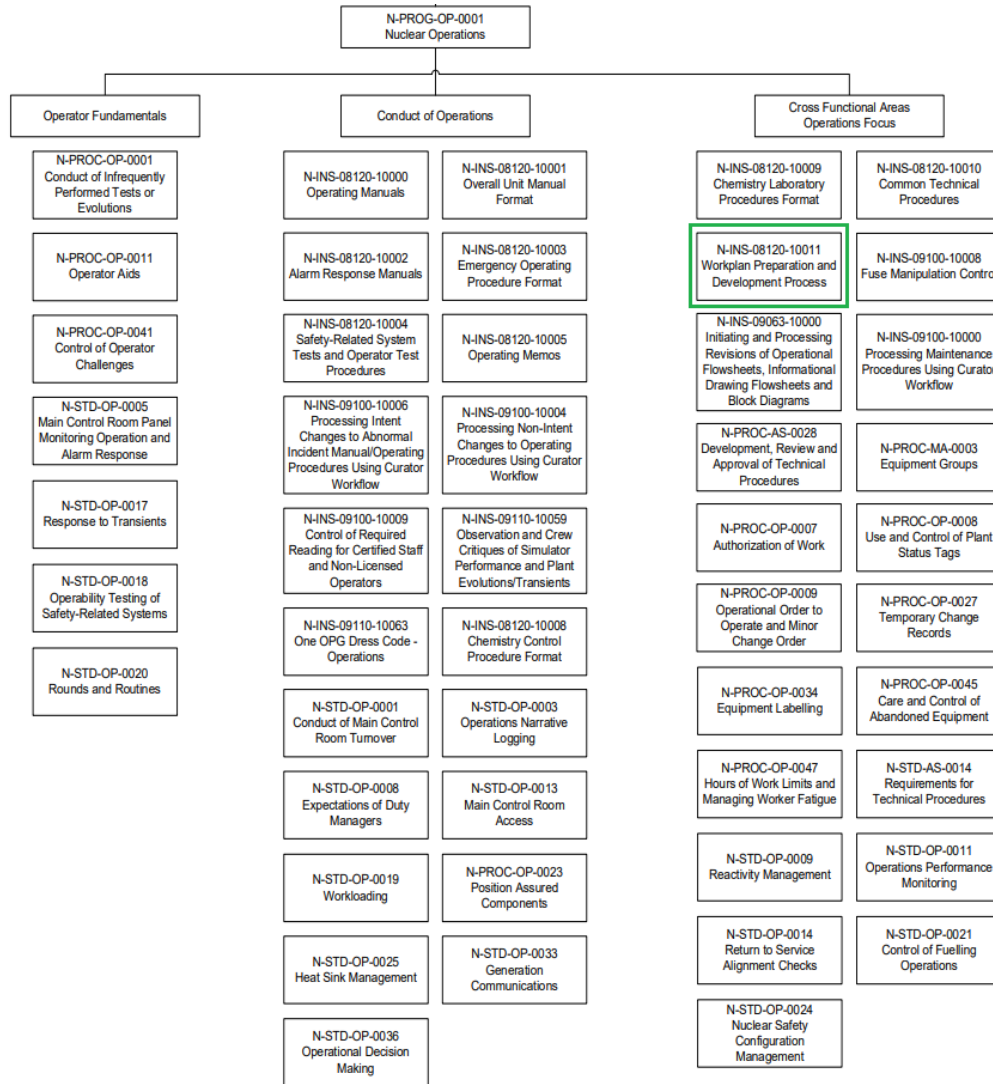 N-PROG-OP-0001
Nuclear Operations
Operator Fundamentals
Conduct of Operations
Cross Functional Areas
Operations Focus
N-PROC-OP-0001
Conduct of Infrequently
Performed Tests or
Evolutions
N-PROC-OP-0011
Operator Aids
N-PROC-OP-0041
Control of Operator
Challenges
N-STD-OP-0005
Main Control Room Panel
Monitoring Operation and
Alarm Response
N-STD-OP-0017
Response to Transients
N-STD-OP-0018
Operability Testing of
Safety-Related Systems
N-STD-OP-0020
Rounds and Routines
N-INS-08120-10000
Operating Manuals
N-INS-08120-10001
Overall Unit Manual
Format
N-INS-08120-10002
Alarm Response Manuals
N-INS-08120-10003
Emergency Operating
Procedure Format
N-INS-08120-10004
Safety-Related System
Tests and Operator Test
Procedures
N-INS-08120-10005
Operating Memos
N-INS-09100-10006
Processing Intent
Changes to Abnormal
Incident Manual/Operating
Procedures Using Curator
Workflow
N-INS-09100-10004
Processing Non-Intent
Changes to Operating
Procedures Using Curator
Workflow
N-INS-09100-10009
Control of Required
Reading for Certified Staff
and Non-Licensed
Operators
N-INS-09110-10059
Observation and Crew
Critiques of Simulator
Performance and Plant
Evolutions/Transients
N-INS-09110-10063
One OPG Dress Code -
Operations
N-INS-08120-10008
Chemistry Control
Procedure Format
N-STD-OP-0001
Conduct of Main Control
Room Turnover
N-STD-OP-0003
Operations Narrative
Logging
N-STD-OP-0008
Expectations of Duty
Managers
N-STD-OP-0013
Main Control Room
Access
N-STD-OP-0019
Workloading
N-PROC-OP-0023
Position Assured
Components
N-STD-OP-0025
Heat Sink Management
N-STD-OP-0033
Generation
Communications
N-STD-OP-0036
Operational Decision
Making
N-INS-08120-10009
Chemistry Laboratory
Procedures Format
N-INS-08120-10010
Common Technical
Procedures
N-INS-08120-10011
Workplan Preparation and
Development Process
N-INS-09100-10008
Fuse Manipulation Control
N-INS-09063-10000
Initiating and Processing
Revisions of Operational
Flowsheets, Informational
Drawing Flowsheets and
Block Diagrams
N-INS-09100-10000
Processing Maintenance
Procedures Using Curator
Workflow
N-PROC-AS-0028
Development, Review and
Approval of Technical
Procedures
N-PROC-MA-0003
Equipment Groups
N-PROC-OP-0007
Authorization of Work
N-PROC-OP-0008
Use and Control of Plant
Status Tags
N-PROC-OP-0009
Operational Order to
Operate and Minor
Change Order
N-PROC-OP-0027
Temporary Change
Records
N-PROC-OP-0034
Equipment Labelling
N-PROC-OP-0045
Care and Control of
Abandoned Equipment
N-PROC-OP-0047
Hours of Work Limits and
Managing Worker Fatigue
N-STD-AS-0014
Requirements for
Technical Procedures
N-STD-OP-0009
Reactivity Management
N-STD-OP-0011
Operations Performance
Monitoring
N-STD-OP-0014
Return to Service
Alignment Checks
N-STD-OP-0021
Control of Fuelling
Operations
N-STD-OP-0024
Nuclear Safety
Configuration
Management